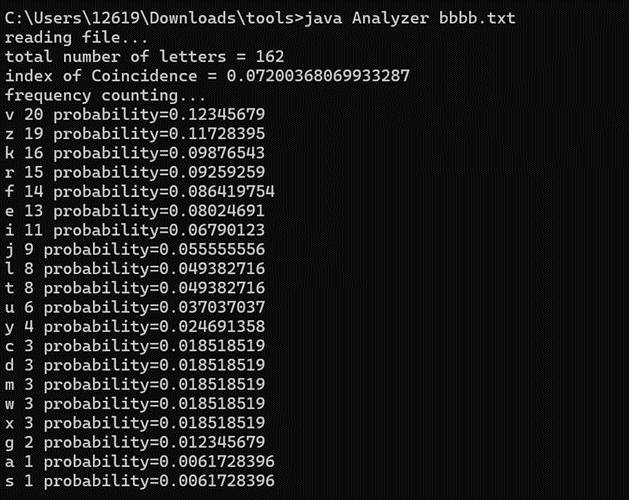 C:\Users\12619\Downloads\tools>java Analyzer bbbb.txt
reading file...
total number of letters = 162
index of Coincidence = 0.07200368069933287
frequency counting...
v 20 probability=0.12345679
z 19 probability=0.11728395
k 16 probability=0.09876543
r 15 probability=0.09259259
f 14 probability=0.086419754
e 13 probability=0.08024691
i 11 probability=0.06790123
j 9 probability=0.055555556
l 8 probability=0.049382716
t 8 probability=0.049382716
u 6 probability=0.037037037
y 4 probability=0.024691358
c 3 probability=0.018518519
d 3 probability=0.018518519
m 3 probability=0.018518519
w 3 probability=0.018518519
x 3 probability=0.018518519
g 2 probability=0.012345679
a 1 probability=0.0061728396
s 1 probability=0.0061728396